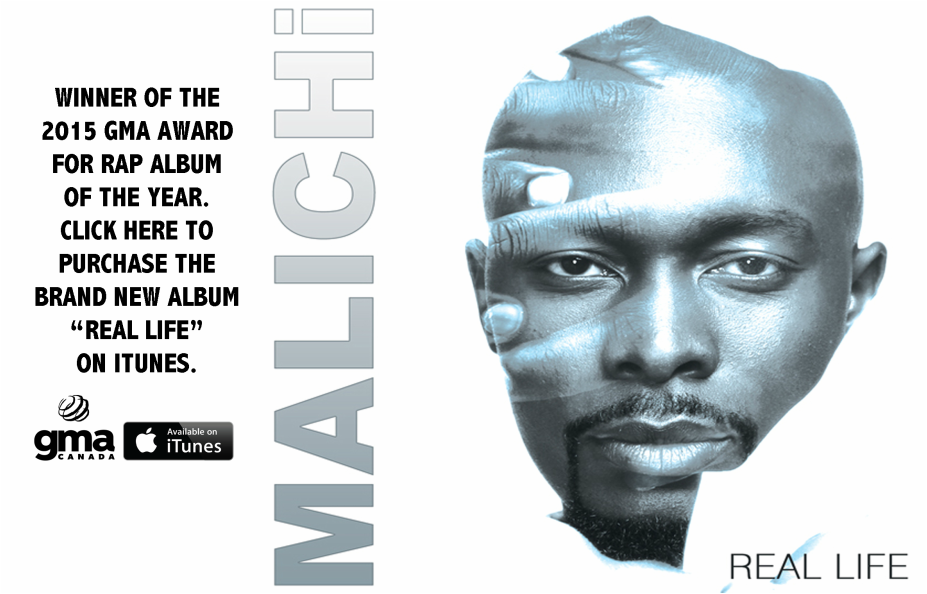 WINNER OF THE
2015 GMA AWARD
FOR RAP ALBUM
OF THE YEAR.
CLICK HERE TO
PURCHASE THE
BRAND NEW ALBUM
“REAL LIFE”
ON ITUNES.
gma
CANADA
Available on
iTunes
MALICHi
REAL LIFE